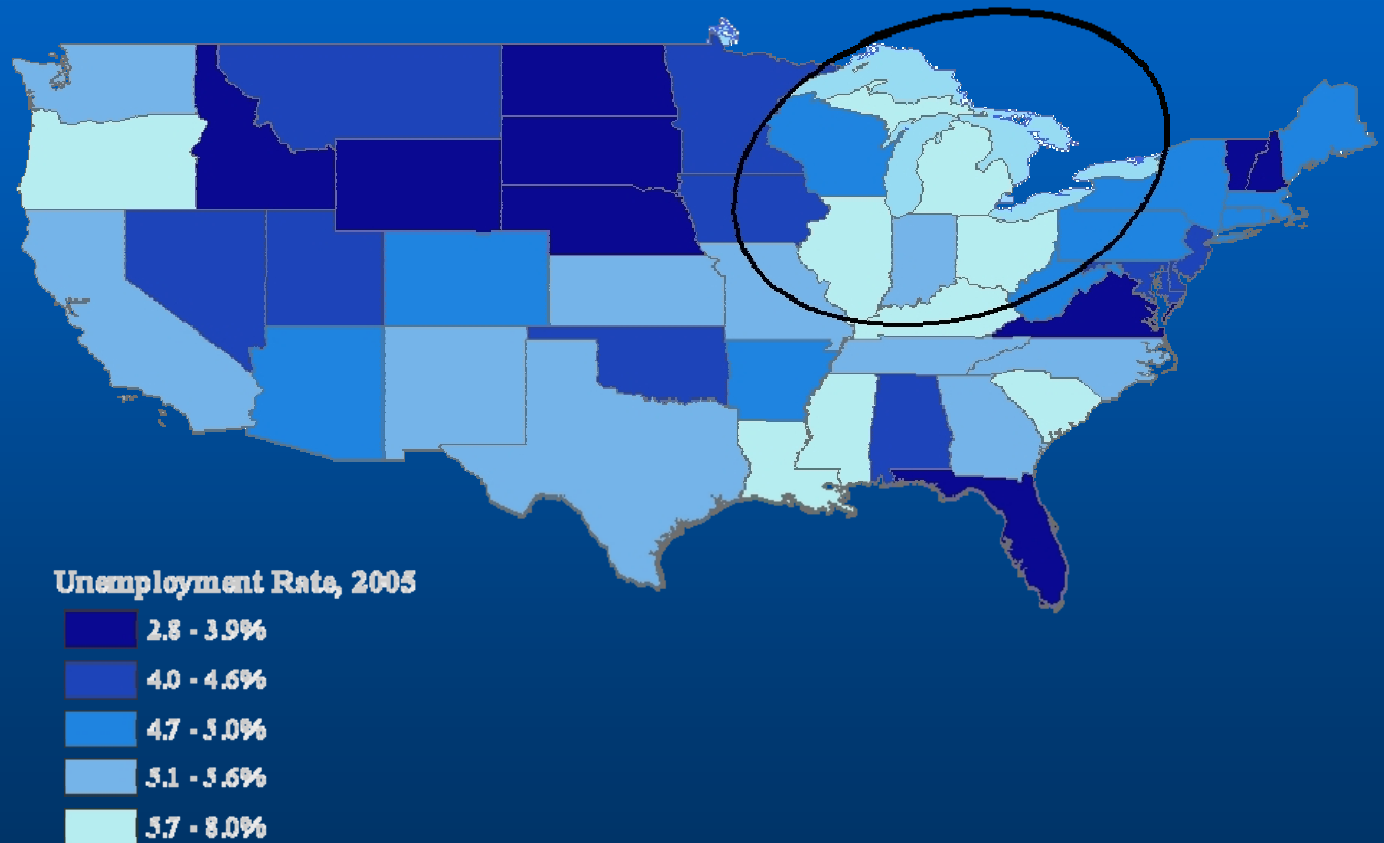 Unemployment Rate, 2005
2.8 - 3.9%
4.0 - 4.6%
4.7 - 5.0%
5.1 - 5.6%
5.7 - 8.0%